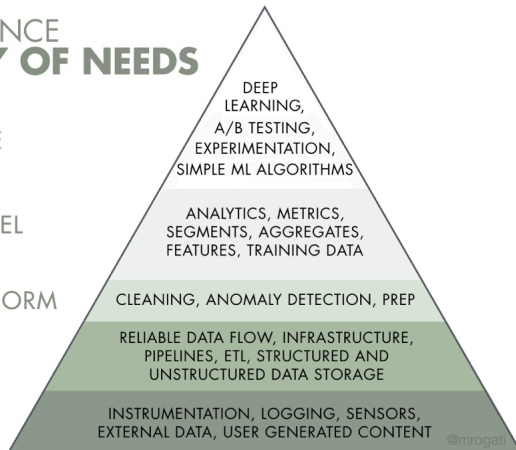 NCE
Y OF NEEDS
DEEP
LEARNING,
A/B TESTING,
EXPERIMENTATION,
SIMPLE ML ALGORITHMS
E
EL
ANALYTICS, METRICS,
SEGMENTS, AGGREGATES,
FEATURES, TRAINING DATA
ORM
CLEANING, ANOMALY DETECTION, PREP
RELIABLE DATA FLOW, INFRASTRUCTURE,
PIPELINES, ETL, STRUCTURED AND
UNSTRUCTURED DATA STORAGE
INSTRUMENTATION, LOGGING, SENSORS,
EXTERNAL DATA, USER GENERATED CONTENT
@mrogati